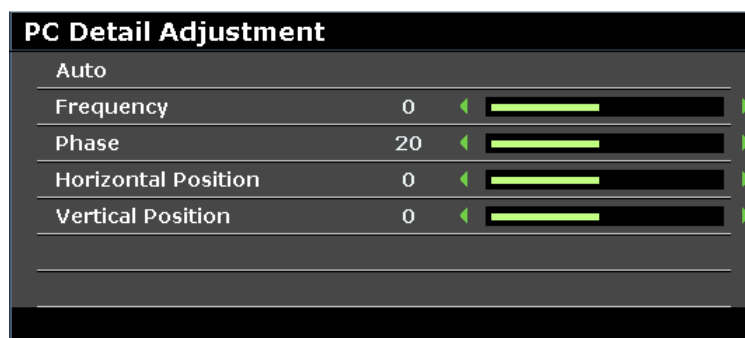 PC Detail Adjustment
Auto
Frequency 0
Phase 20
Horizontal Position 0
Vertical Position 0